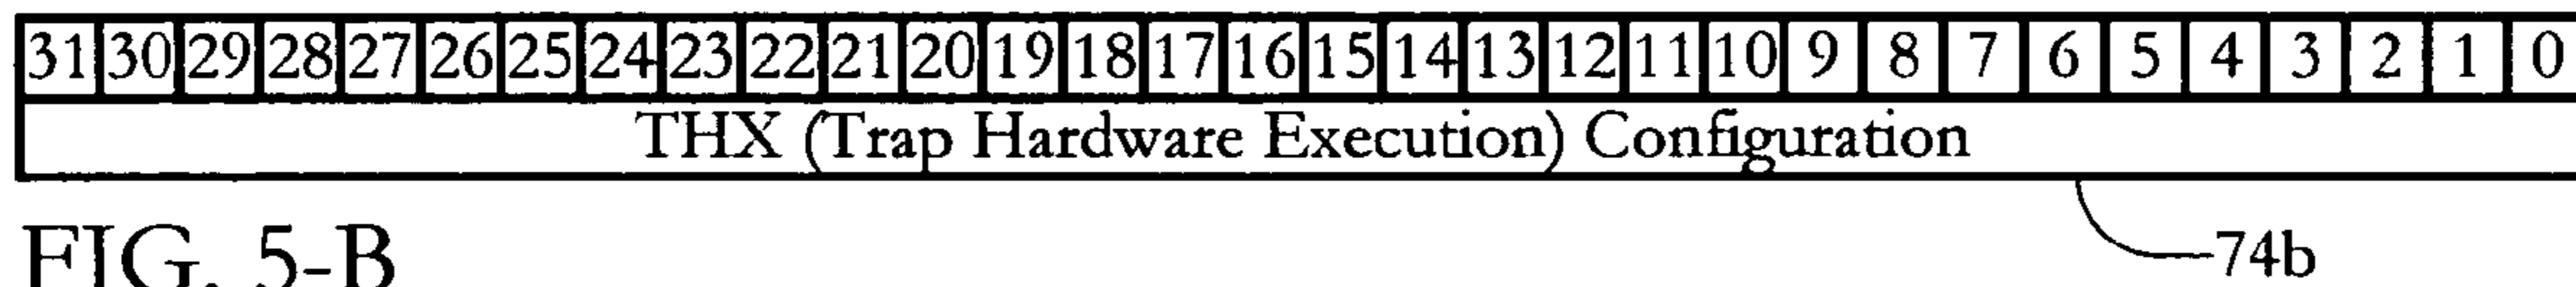 31 30 29 28 27 26 25 24 23 22 21 20 19 18 17 16 15 14 13 12 11 10 9 8 7 6 5 4 3 2 1 0
THX (Trap Hardware Execution) Configuration
74b
FIG. 5-B